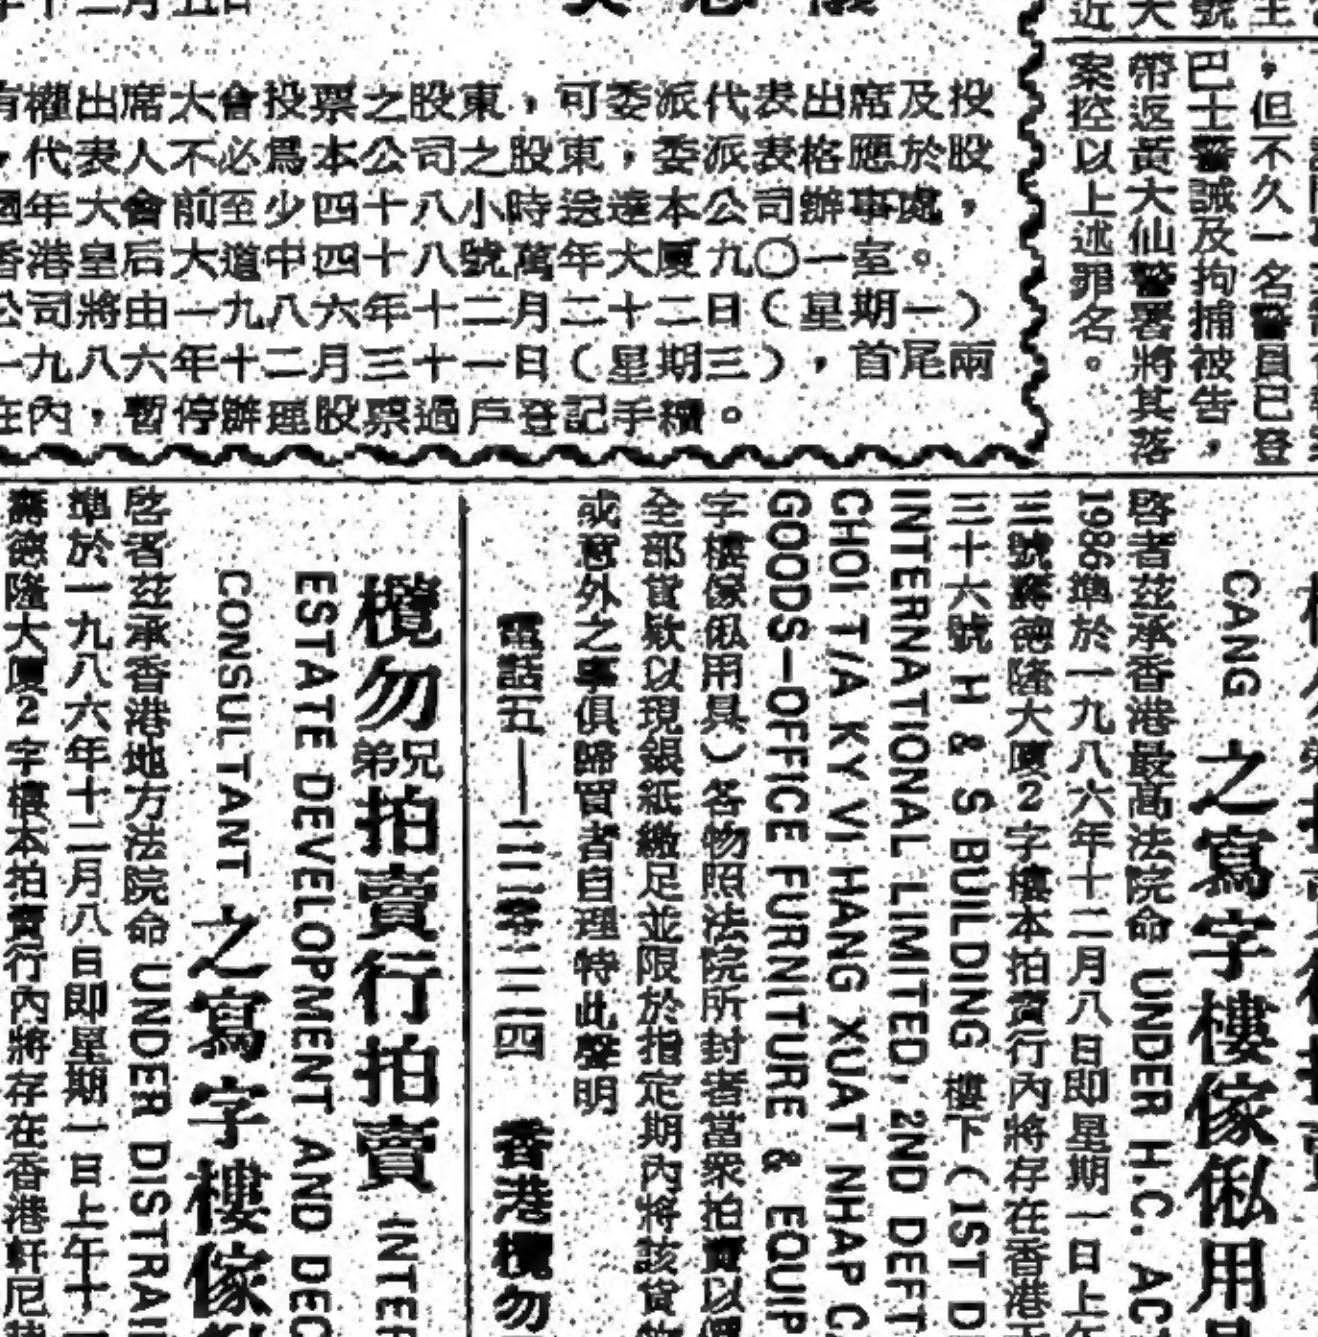 有權出席大會投票之股東，可委派代表出席及投
，代表人不必爲本公司之股東，委派表格應於股
週年大會前至少四十八小時送達本公司辦事處，
香港皇后大道中四十八號萬年大廈九〇一室。
公司將由一九八六年十二月二十二日（星期一）
一九八六年十二月三十一日（星期三），首尾兩
在內，暫停辦理股票過戶登記手續。
，但不久一名警員已登
巴士警誡及拘捕被告，
帶返黃大仙警署將其落
案控以上述罪名。
CANG 之寫字樓傢俬用
啓者茲承香港最高法院命 UNDER H.C. AC
1986準於一九八六年十二月八日即星期一日上午
三號蔣德隆大厦2字樓本拍賣行內將存在香港
三十六號 H & S BUILDING 樓下（1ST D
INTERNATIONAL LIMITED, 2ND DEFT
CHOI T/A KY VI HANG XUAT NHAP C
GOODS—OFFICE FURNITURE & EQUIP
字樓傢俬用具）各物照法院所封者當衆拍賣以價
全部貨欵以現銀紙繳足並限於指定期內將該貨
或意外之事俱歸買者自理特此聲明
電話五—二二零二三四 香港欖勿
欖勿兄弟拍賣行拍賣 INTER
ESTATE DEVELOPMENT AND DEC
CONSULTANT 之寫字樓傢
啓者茲承香港地方法院命 UNDER DISTRAI
準於一九八六年十二月八日即星期一日上午十
蔣德隆大厦2字樓本拍賣行內將存在香港軒尼